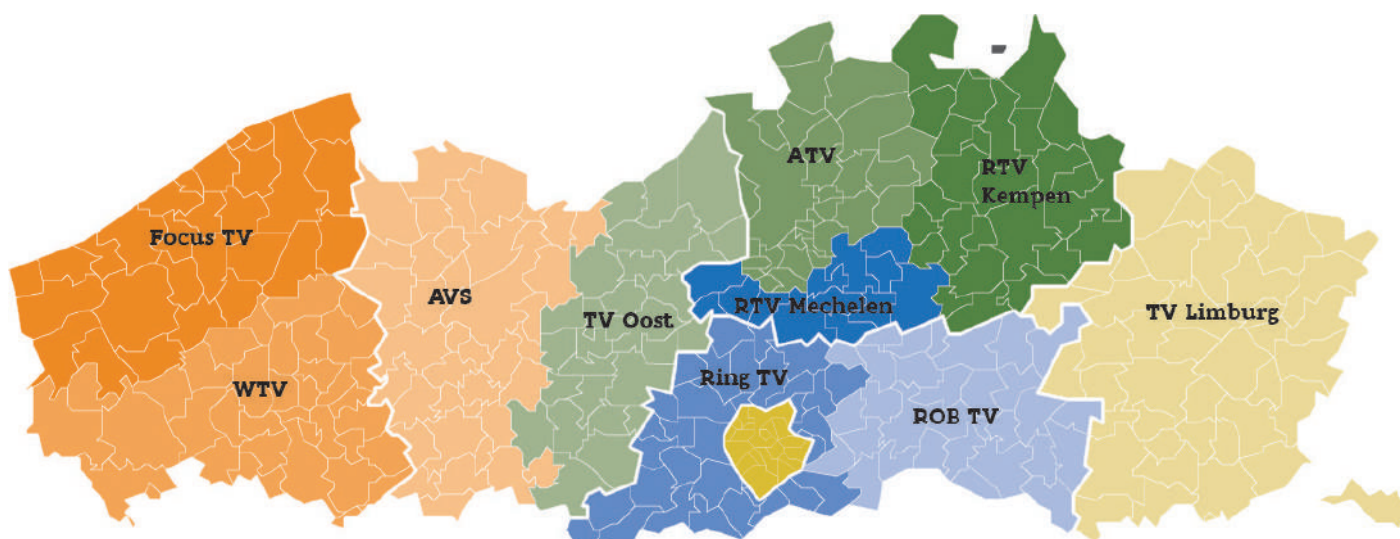 ATV
RTV
Kempen
Focus TV
AVS
RTV Mechelen
TV Oost
TV Limburg
Ring TV
WTV
ROB TV